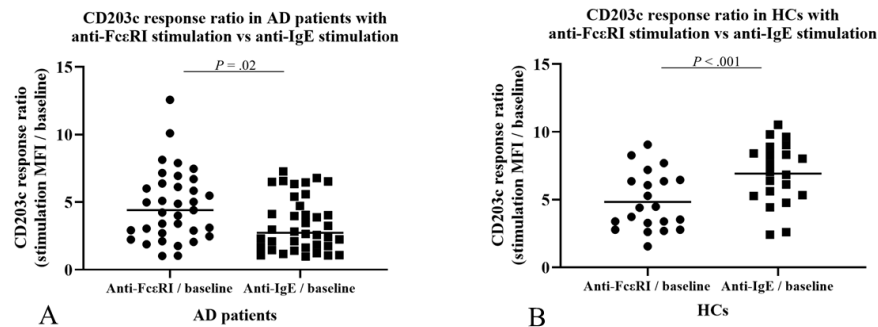 CD203c response ratio in AD patients with
anti-FcεRI stimulation vs anti-IgE stimulation
P = .02
15
10
5
0
CD203c response ratio
(stimulation MFI / baseline)
Anti-FcεRI / baseline
Anti-IgE / baseline
AD patients
A
CD203c response ratio in HCs with
anti-FcεRI stimulation vs anti-IgE stimulation
P < .001
15
10
5
0
CD203c response ratio
(stimulation MFI / baseline)
Anti-FcεRI / baseline
Anti-IgE / baseline
HCs
B